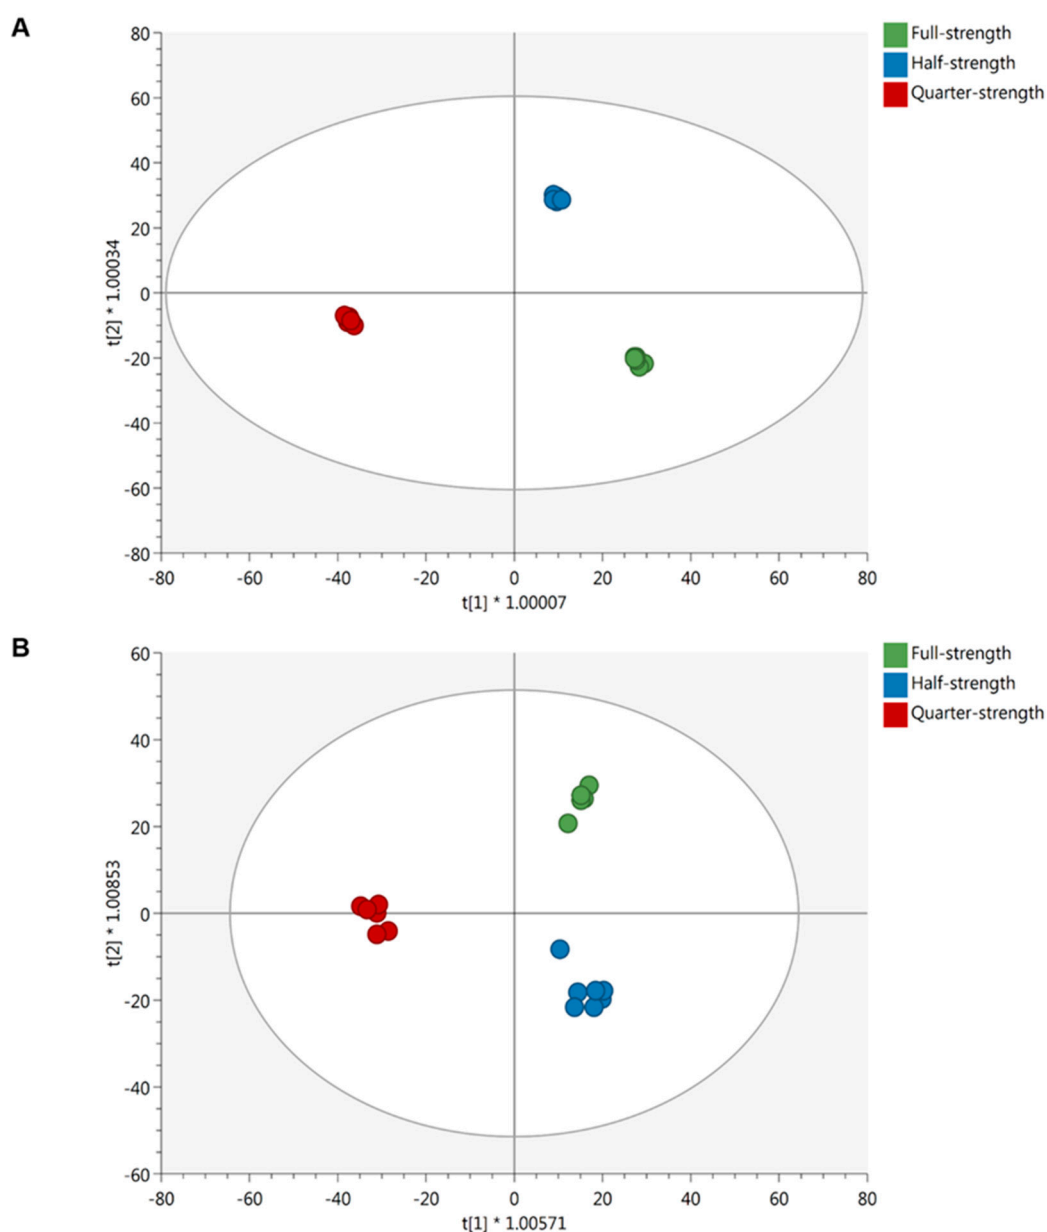 A
Full-strength
Half-strength
Quarter-strength
80
60
40
20
0
-20
-40
-60
-80
t[2] * 1.00034
-80 -60 -40 -20 0 20 40 60 80
t[1] * 1.00007
B
Full-strength
Half-strength
Quarter-strength
60
40
20
0
-20
-40
-60
t[2] * 1.00853
-80 -60 -40 -20 0 20 40 60 80
t[1] * 1.00571